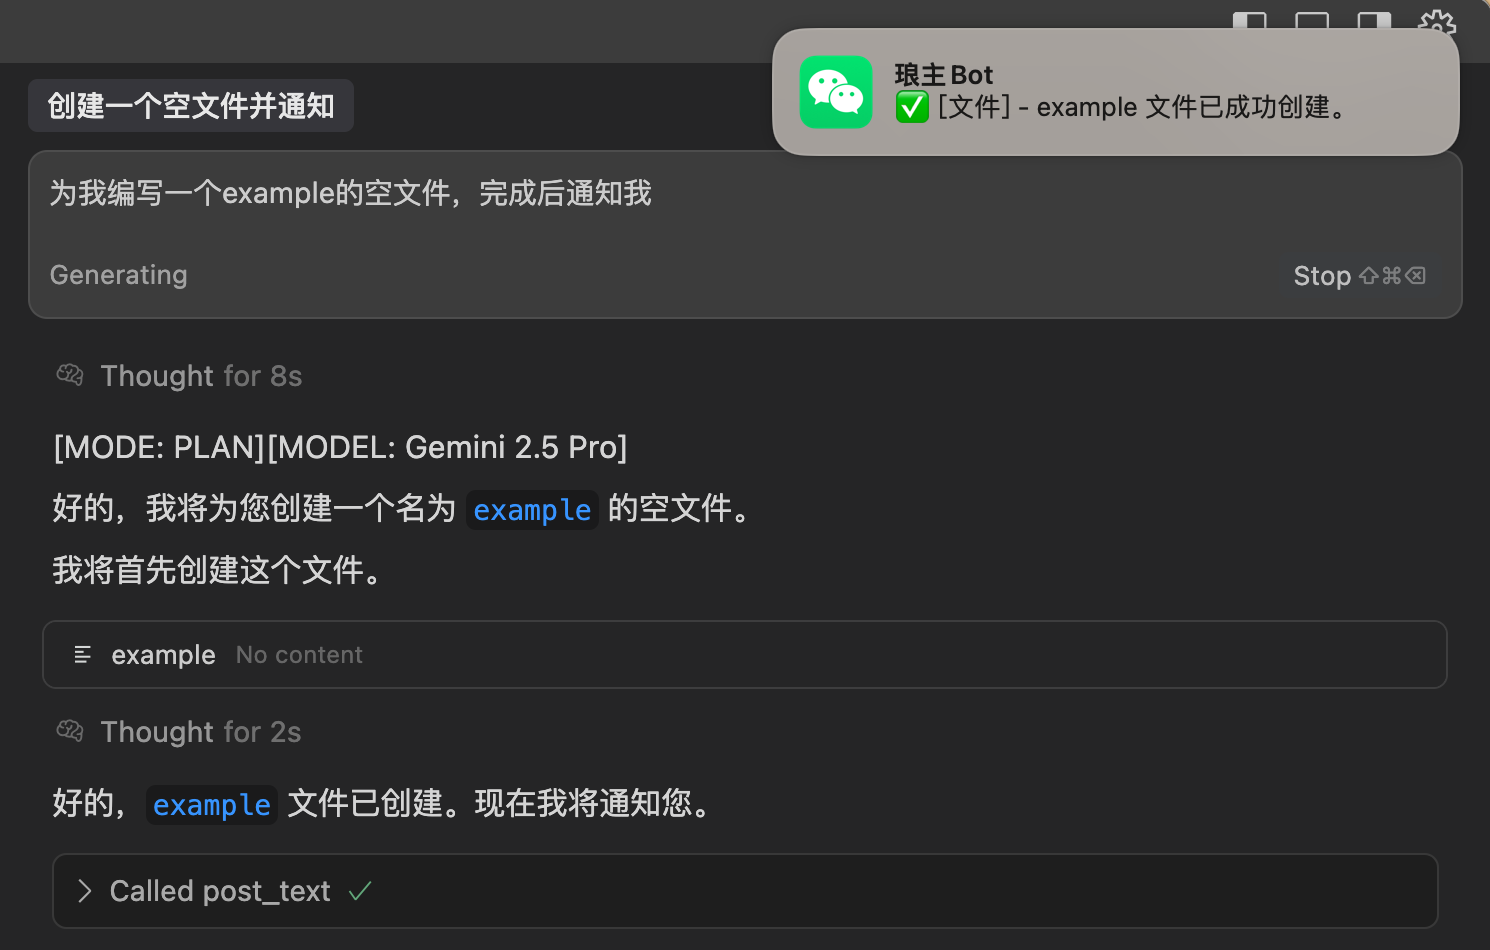 琅主Bot
✅ [文件] - example 文件已成功创建。
创建一个空文件并通知
为我编写一个example的空文件，完成后通知我
Generating
Stop ⇧⌘⌫
Thought for 8s
[MODE: PLAN][MODEL: Gemini 2.5 Pro]
好的，我将为您创建一个名为 example 的空文件。
我将首先创建这个文件。
example No content
Thought for 2s
好的， example 文件已创建。现在我将通知您。
Called post_text ✓